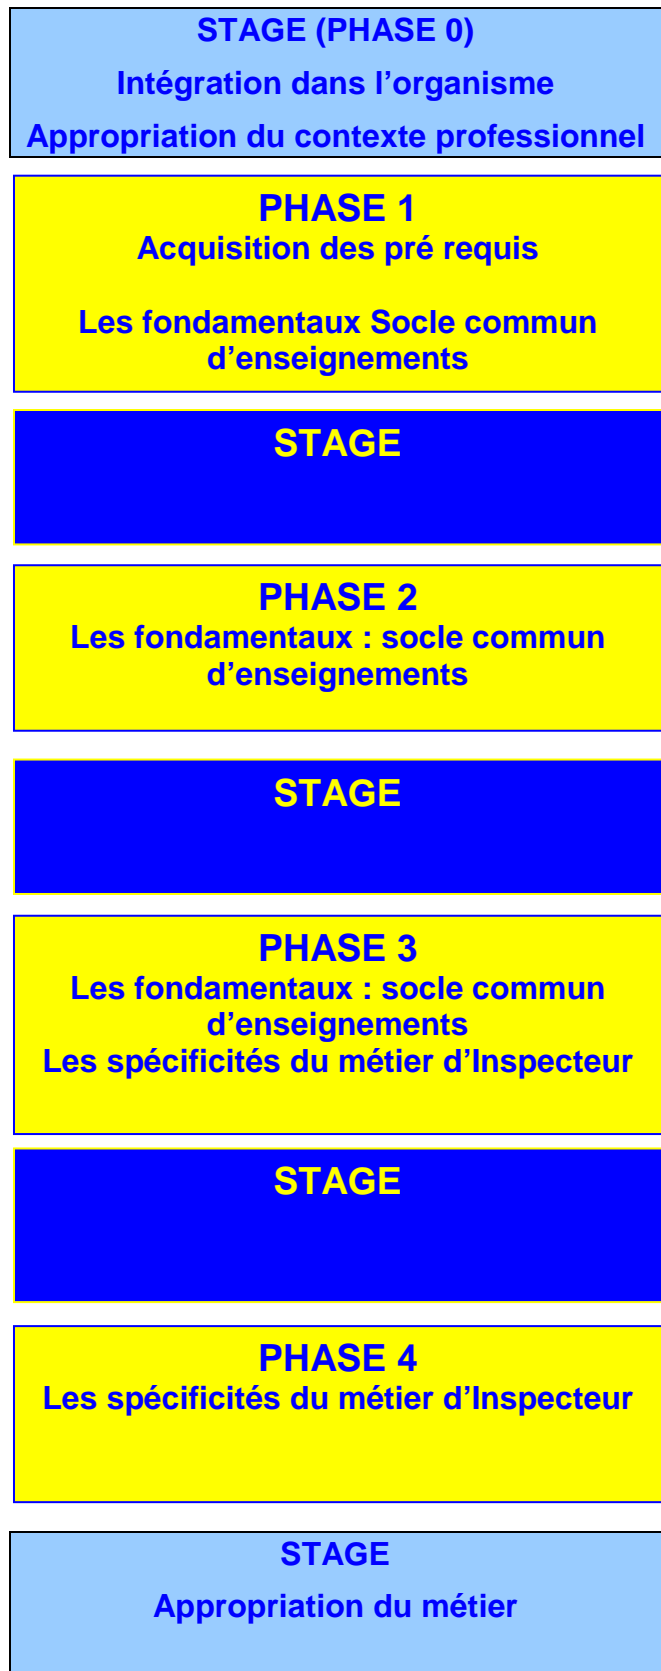 STAGE (PHASE 0)
Intégration dans l'organisme
Appropriation du contexte professionnel
PHASE 1
Acquisition des pré requis
Les fondamentaux Socle commun
d'enseignements
STAGE
PHASE 2
Les fondamentaux : socle commun
d'enseignements
STAGE
PHASE 3
Les fondamentaux : socle commun
d'enseignements
Les spécificités du métier d'Inspecteur
STAGE
PHASE 4
Les spécificités du métier d'Inspecteur
STAGE
Appropriation du métier